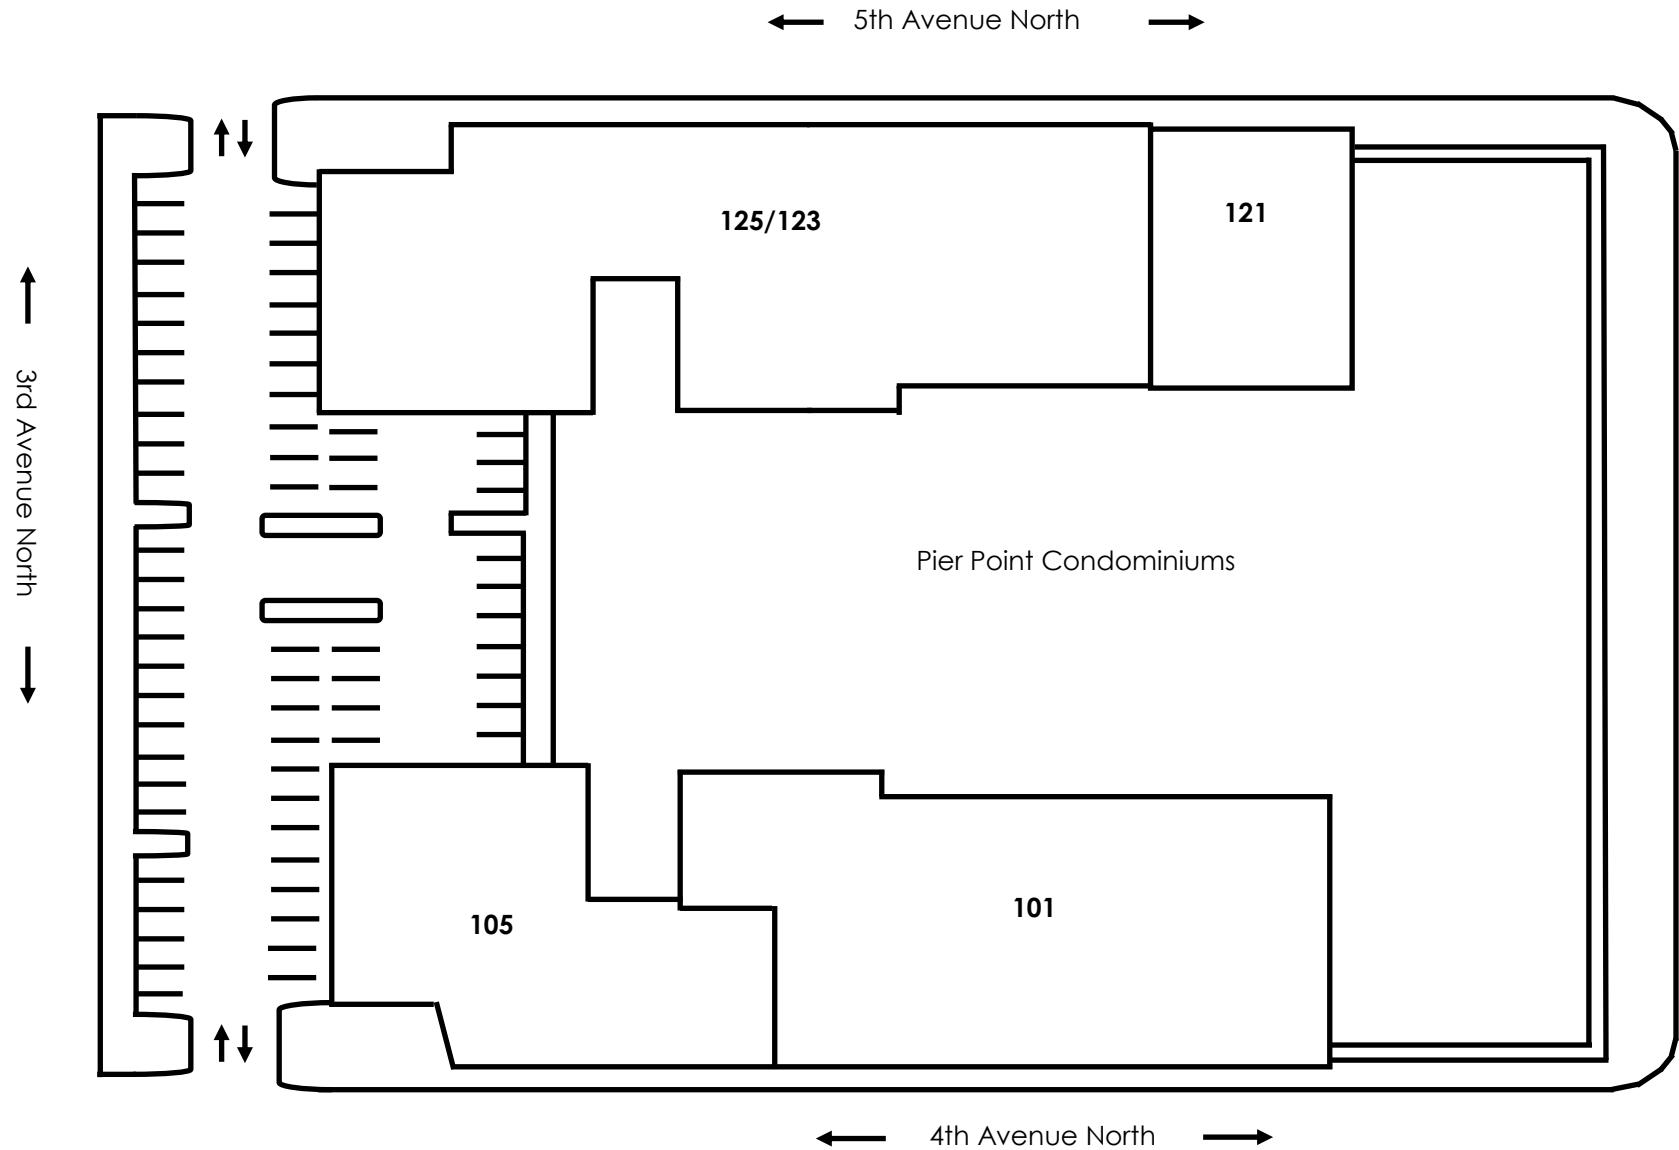 5th Avenue North
125/123
121
3rd Avenue North
Pier Point Condominiums
105
101
4th Avenue North